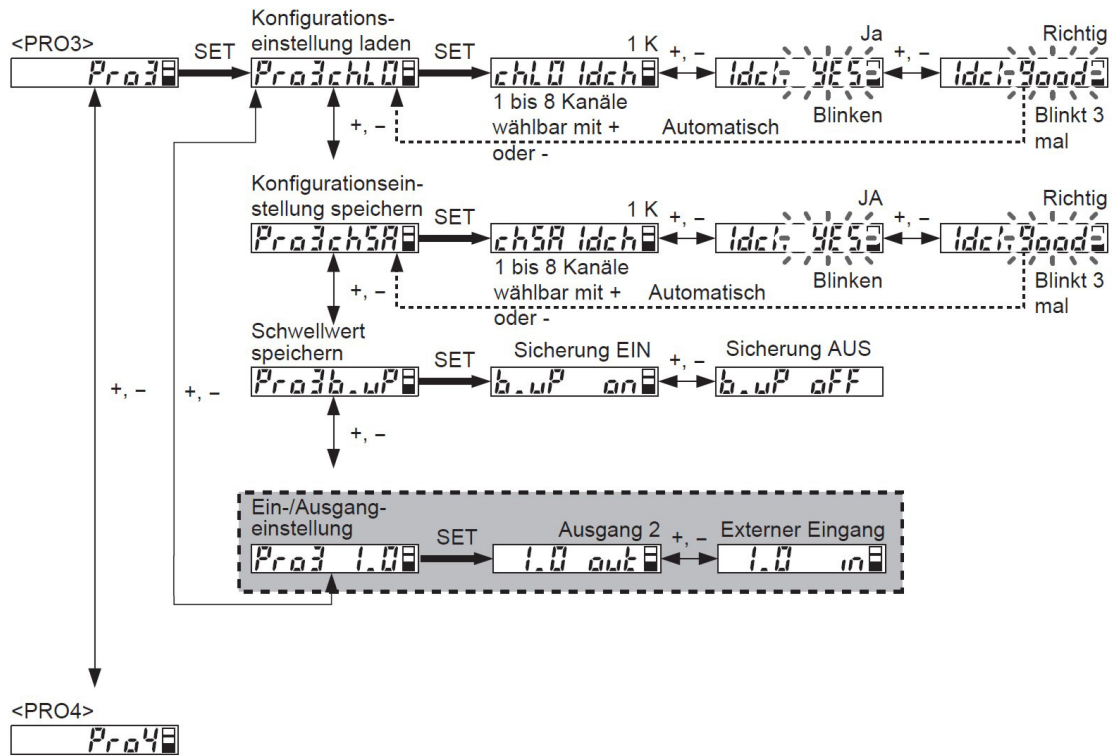 <PRO3>
Pro3
SET
Konfigurations-
einstellung laden
Pro3chLO
SET
1 K
chLO 1dch
1 bis 8 Kanäle
wählbar mit +
oder -
+, –
Ja
1dch YES
Blinken
+, –
Richtig
1dch Good
Blinkt 3
mal
Automatisch
+, –
Konfigurationsein-
stellung speichern
Pro3chSA
SET
1 K
chSA 1dch
1 bis 8 Kanäle
wählbar mit +
oder -
+, –
JA
1dch YES
Blinken
+, –
Richtig
1dch Good
Blinkt 3
mal
Automatisch
+, –
Schwellwert
speichern
Pro3b.uP
SET
Sicherung EIN
b.uP on
+, –
Sicherung AUS
b.uP oFF
+, –
+, –
+, –
Ein-/Ausgang-
einstellung
Pro3 1.0
SET
Ausgang 2
1.0 out
+, –
Externer Eingang
1.0 in
<PRO4>
Pro4